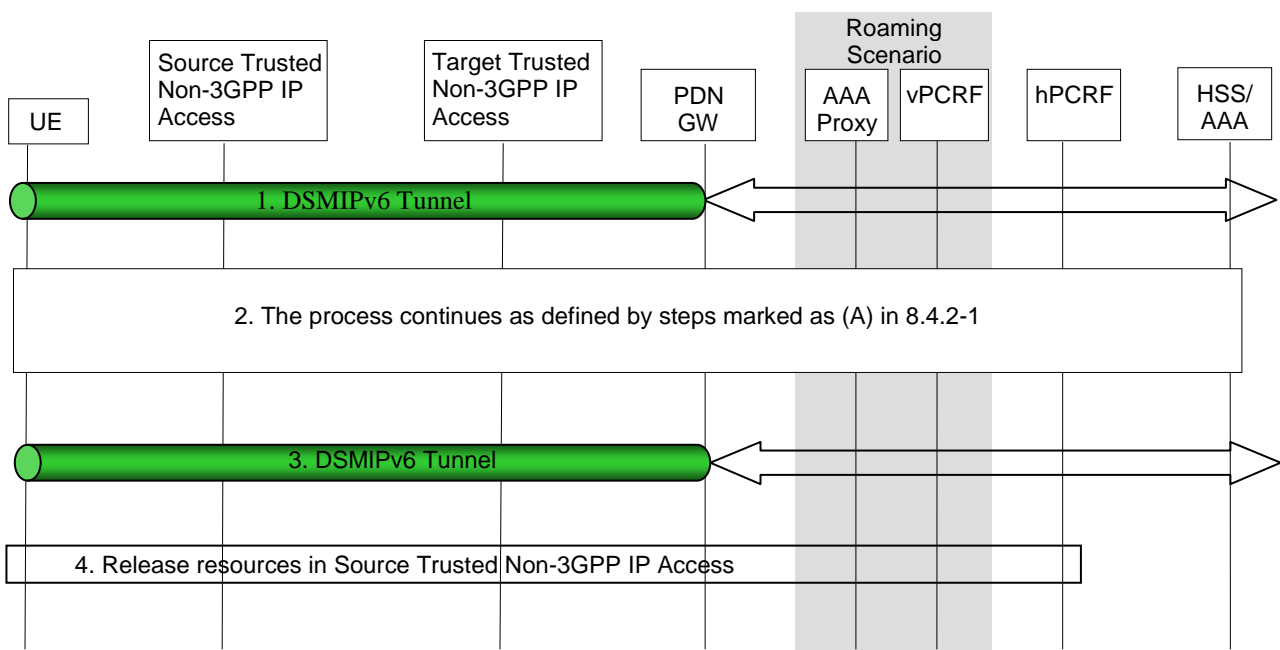 Roaming
Scenario
UE
Source Trusted
Non-3GPP IP
Access
Target Trusted
Non-3GPP IP
Access
PDN
GW
AAA
Proxy
vPCRF
hPCRF
HSS/
AAA
1. DSMIPv6 Tunnel
2. The process continues as defined by steps marked as (A) in 8.4.2-1
3. DSMIPv6 Tunnel
4. Release resources in Source Trusted Non-3GPP IP Access